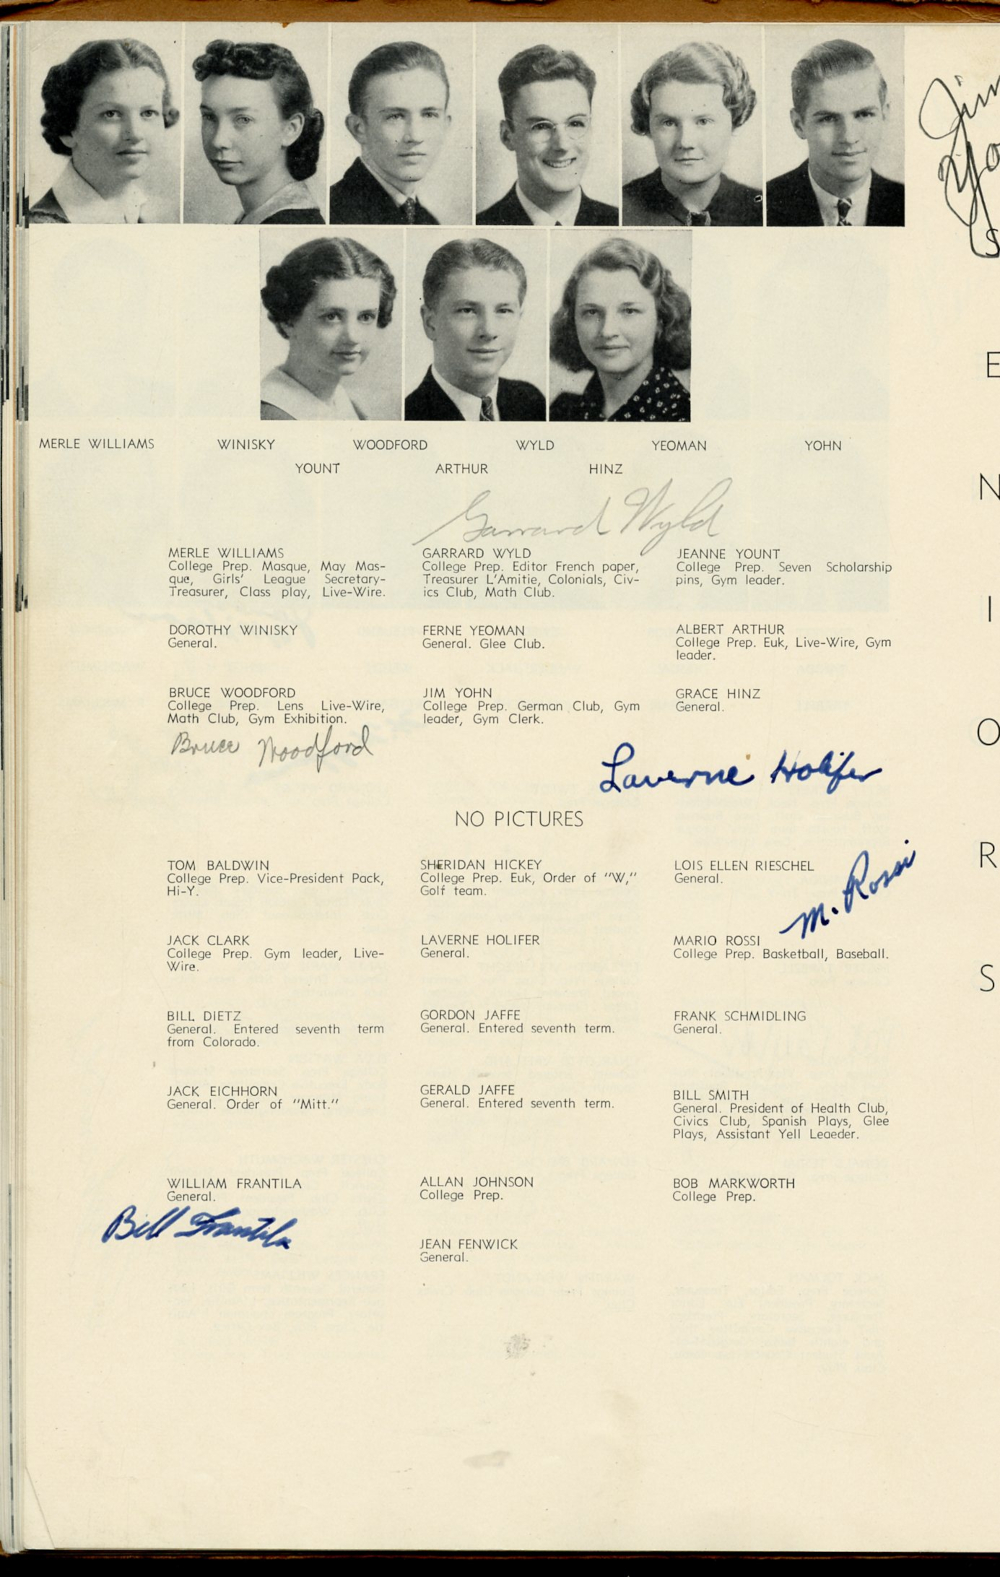 Jim
MERLE WILLIAMS WINISKY WOODFORD WYLD YEOMAN YOHN
YOUNT ARTHUR HINZ
Garrard Wyld
MERLE WILLIAMS
College Prep. Masque, May Mas-
que, Girls' League Secretary-
Treasurer, Class play, Live-Wire.
DOROTHY WINISKY
General.
BRUCE WOODFORD
College Prep. Lens Live-Wire,
Math Club, Gym Exhibition.
Bruce Woodford
GARRARD WYLD
College Prep. Editor French paper,
Treasurer L'Amitie, Colonials, Civ-
ics Club, Math Club.
FERNE YEOMAN
General. Glee Club.
JIM YOHN
College Prep. German Club, Gym
leader, Gym Clerk.
JEANNE YOUNT
College Prep. Seven Scholarship
pins, Gym leader.
ALBERT ARTHUR
College Prep. Euk, Live-Wire, Gym
leader.
GRACE HINZ
General.
Laverne Holifer
NO PICTURES
TOM BALDWIN
College Prep. Vice-President Pack,
Hi-Y.
JACK CLARK
College Prep. Gym leader, Live-
Wire.
BILL DIETZ
General. Entered seventh term
from Colorado.
JACK EICHHORN
General. Order of "Mitt."
WILLIAM FRANTILA
General.
Bill Frantila
SHERIDAN HICKEY
College Prep. Euk, Order of "W,"
Golf team.
LAVERNE HOLIFER
General.
GORDON JAFFE
General. Entered seventh term.
GERALD JAFFE
General. Entered seventh term.
ALLAN JOHNSON
College Prep.
JEAN FENWICK
General.
LOIS ELLEN RIESCHEL
General.
M. Rossi
MARIO ROSSI
College Prep. Basketball, Baseball.
FRANK SCHMIDLING
General.
BILL SMITH
General. President of Health Club,
Civics Club, Spanish Plays, Glee
Plays, Assistant Yell Leaoder.
BOB MARKWORTH
College Prep.
E
N
I
O
R
S